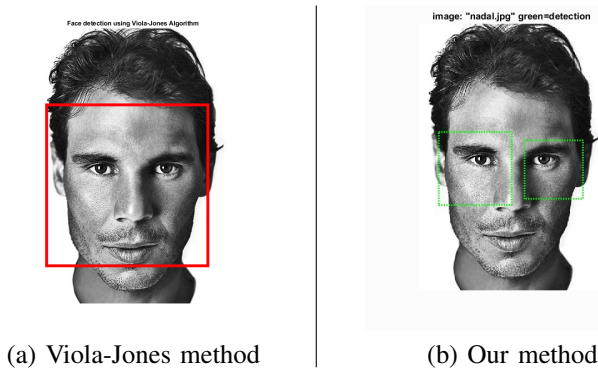 Face detection using Viola-Jones Algorithm
image: "nadal.jpg" green=detection
(a) Viola-Jones method
(b) Our method